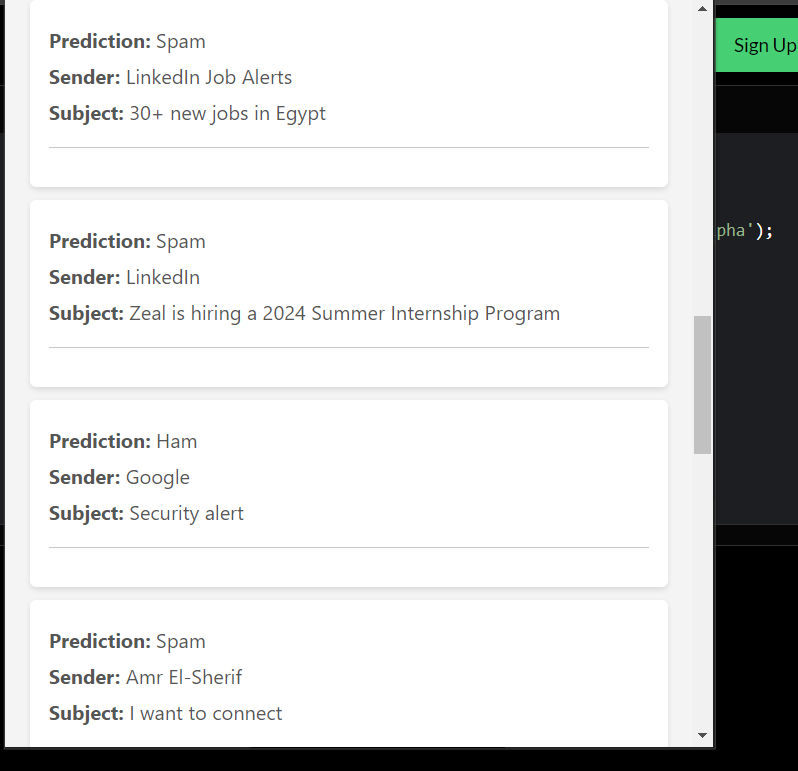 Prediction: Spam
Sender: LinkedIn Job Alerts
Subject: 30+ new jobs in Egypt
Prediction: Spam
Sender: LinkedIn
Subject: Zeal is hiring a 2024 Summer Internship Program
Prediction: Ham
Sender: Google
Subject: Security alert
Prediction: Spam
Sender: Amr El-Sherif
Subject: I want to connect
Sign Up
pha');